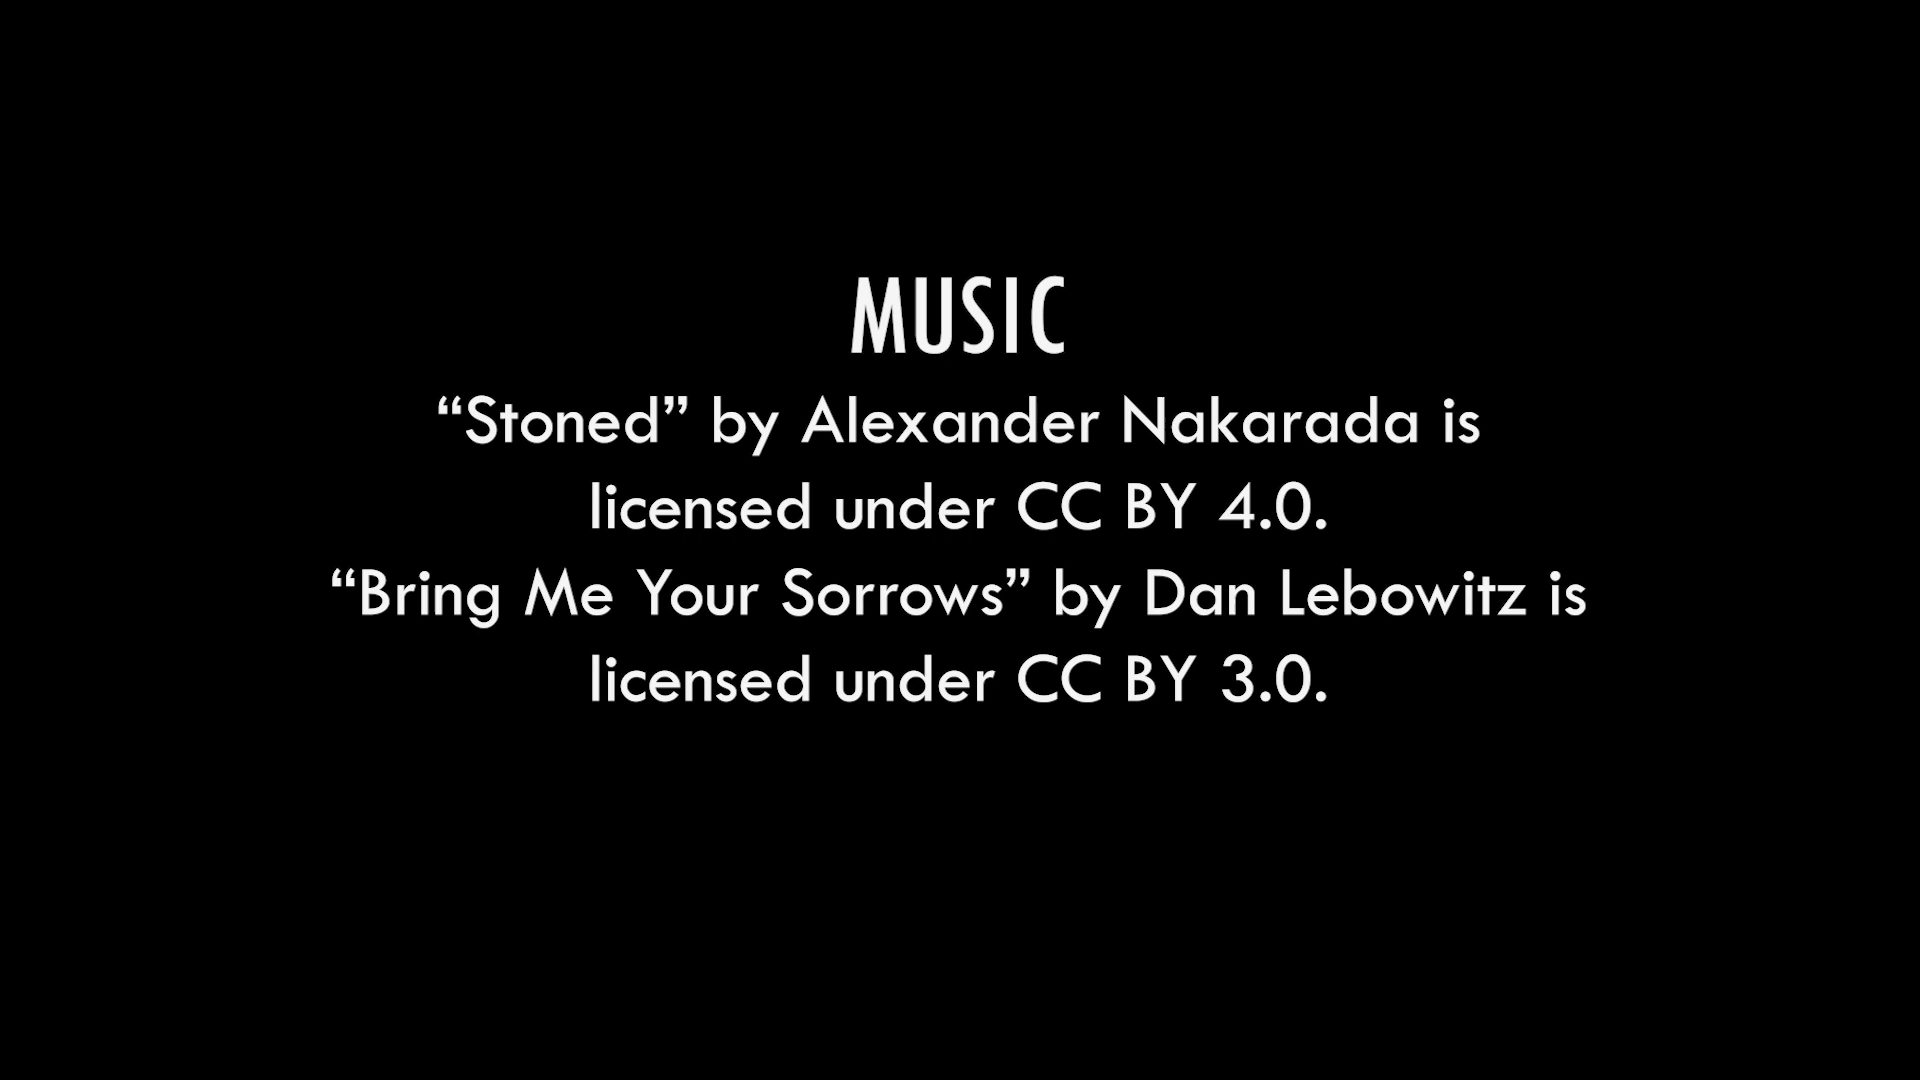 MUSIC
“Stoned” by Alexander Nakarada is
licensed under CC BY 4.0.
“Bring Me Your Sorrows” by Dan Lebowitz is
licensed under CC BY 3.0.